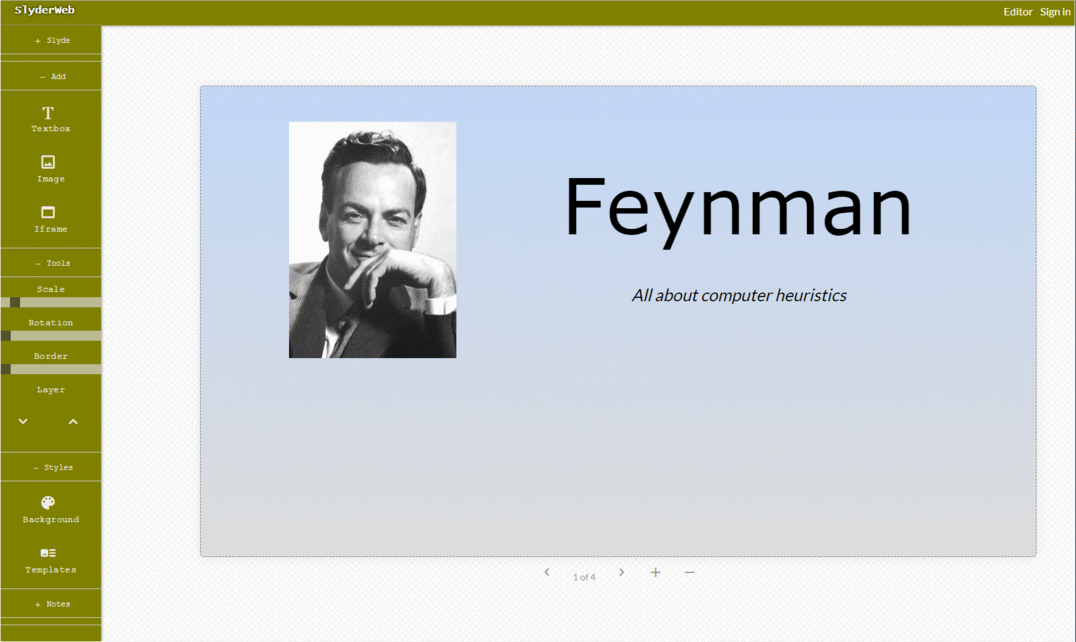 SlyderWeb
Editor Sign in
+ Slyde
− Add
T
Textbox
Image
Iframe
− Tools
Scale
Rotation
Border
Layer
− Styles
Background
Templates
+ Notes
Feynman
All about computer heuristics
1 of 4